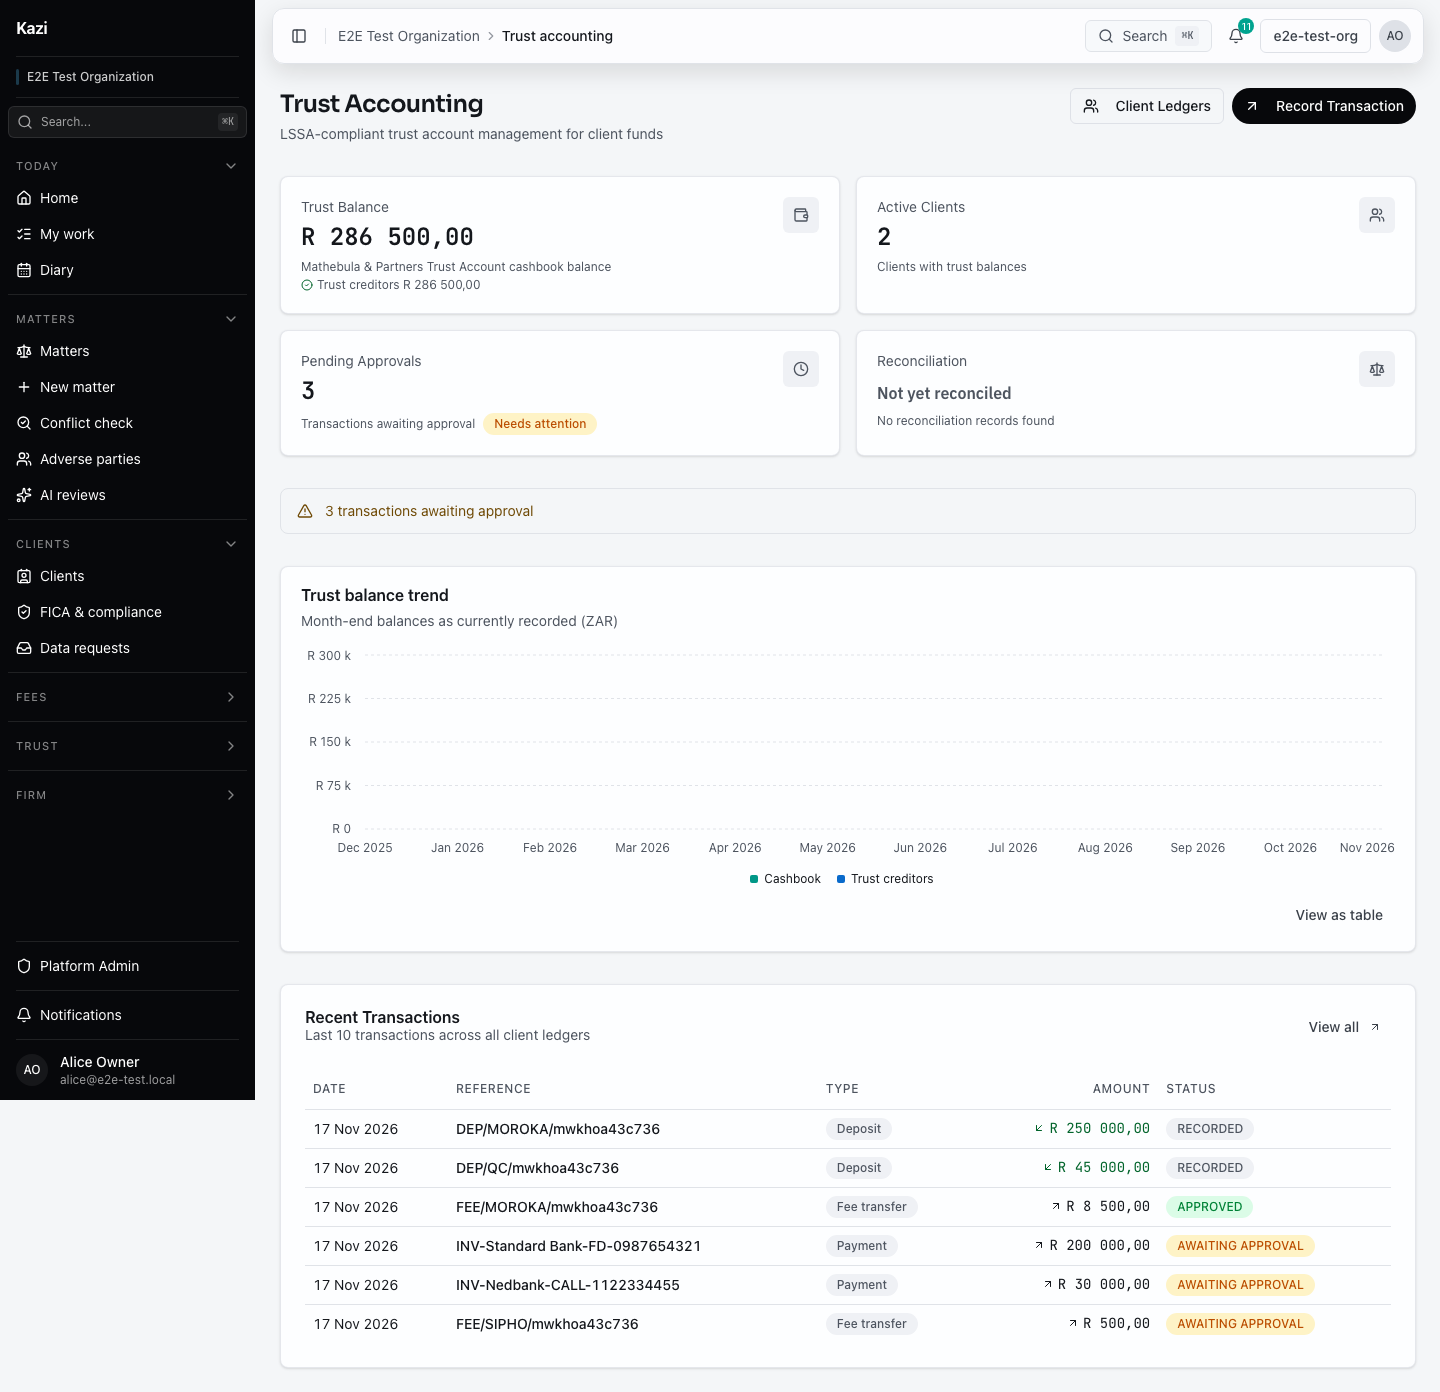 Kazi
E2E Test Organization
Search...
⌘K
TODAY
Home
My work
Diary
MATTERS
Matters
New matter
Conflict check
Adverse parties
AI reviews
CLIENTS
Clients
FICA & compliance
Data requests
FEES
TRUST
FIRM
Platform Admin
Notifications
AO
Alice Owner
alice@e2e-test.local
E2E Test Organization > Trust accounting
Search ⌘K
11
e2e-test-org
AO
Trust Accounting
LSSA-compliant trust account management for client funds
Client Ledgers
Record Transaction
Trust Balance
R 286 500,00
Mathebula & Partners Trust Account cashbook balance
Trust creditors R 286 500,00
Active Clients
2
Clients with trust balances
Pending Approvals
3
Transactions awaiting approval Needs attention
Reconciliation
Not yet reconciled
No reconciliation records found
3 transactions awaiting approval
Trust balance trend
Month-end balances as currently recorded (ZAR)
R 300 k
R 225 k
R 150 k
R 75 k
R 0
Dec 2025 Jan 2026 Feb 2026 Mar 2026 Apr 2026 May 2026 Jun 2026 Jul 2026 Aug 2026 Sep 2026 Oct 2026 Nov 2026
Cashbook Trust creditors
View as table
Recent Transactions
Last 10 transactions across all client ledgers
View all
DATE REFERENCE TYPE AMOUNT STATUS
17 Nov 2026 DEP/MOROKA/mwkhoa43c736 Deposit R 250 000,00 RECORDED
17 Nov 2026 DEP/QC/mwkhoa43c736 Deposit R 45 000,00 RECORDED
17 Nov 2026 FEE/MOROKA/mwkhoa43c736 Fee transfer R 8 500,00 APPROVED
17 Nov 2026 INV-Standard Bank-FD-0987654321 Payment R 200 000,00 AWAITING APPROVAL
17 Nov 2026 INV-Nedbank-CALL-1122334455 Payment R 30 000,00 AWAITING APPROVAL
17 Nov 2026 FEE/SIPHO/mwkhoa43c736 Fee transfer R 500,00 AWAITING APPROVAL